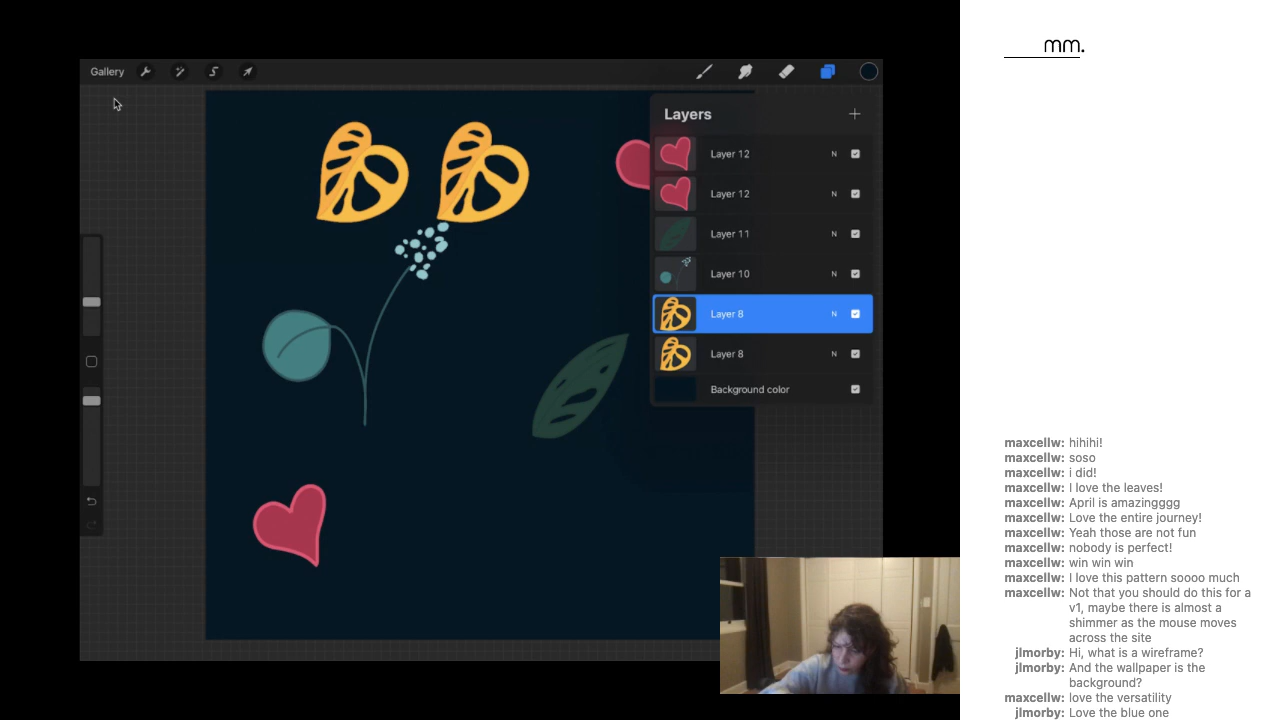 mm.
Gallery
Layers
Layer 12 N
Layer 12 N
Layer 11 N
Layer 10 N
Layer 8 N
Layer 8 N
Background color
maxcellw: hihihi!
maxcellw: soso
maxcellw: i did!
maxcellw: I love the leaves!
maxcellw: April is amazingggg
maxcellw: Love the entire journey!
maxcellw: Yeah those are not fun
maxcellw: nobody is perfect!
maxcellw: win win win
maxcellw: I love this pattern soooo much
maxcellw: Not that you should do this for a
v1, maybe there is almost a
shimmer as the mouse moves
across the site
jlmorby: Hi, what is a wireframe?
jlmorby: And the wallpaper is the
background?
maxcellw: love the versatility
jlmorby: Love the blue one